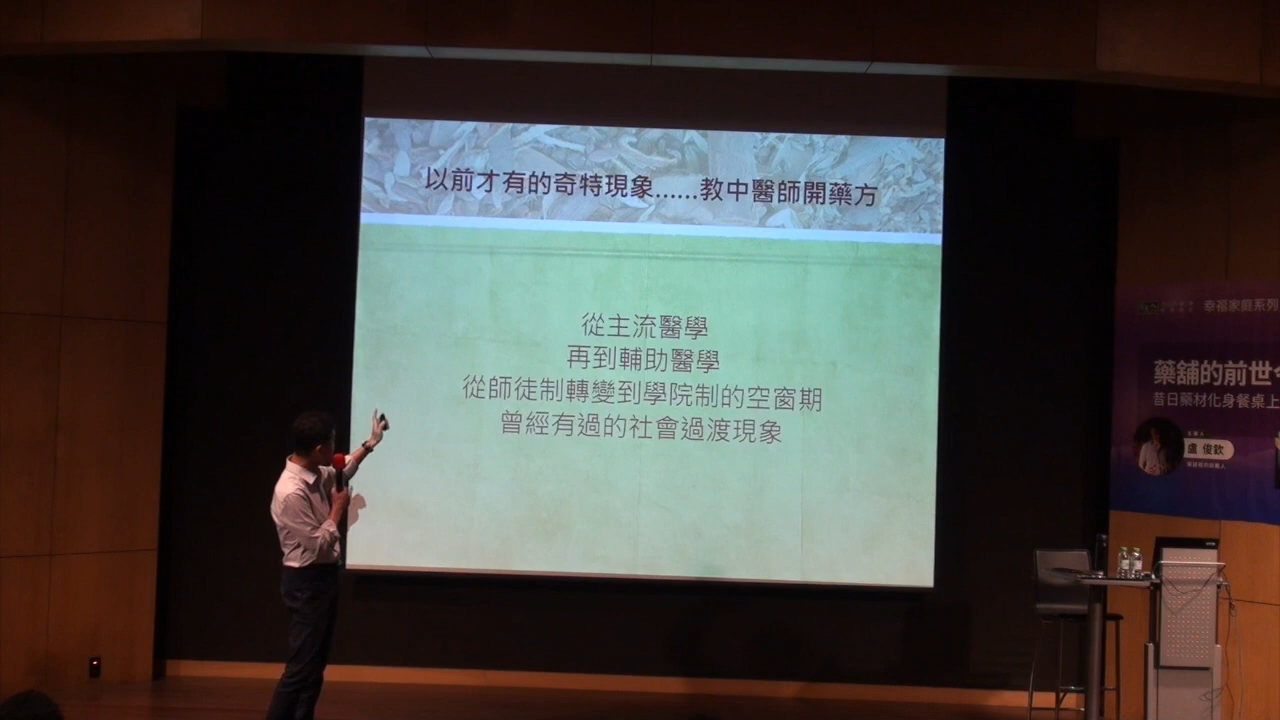 以前才有的奇特現象......教中醫師開藥方
從主流醫學
再到輔助醫學
從師徒制轉變到學院制的空窗期
曾經有過的社會過渡現象
幸福家庭系列
藥舖的前世
昔日藥材化身餐桌上
盧 俊欽